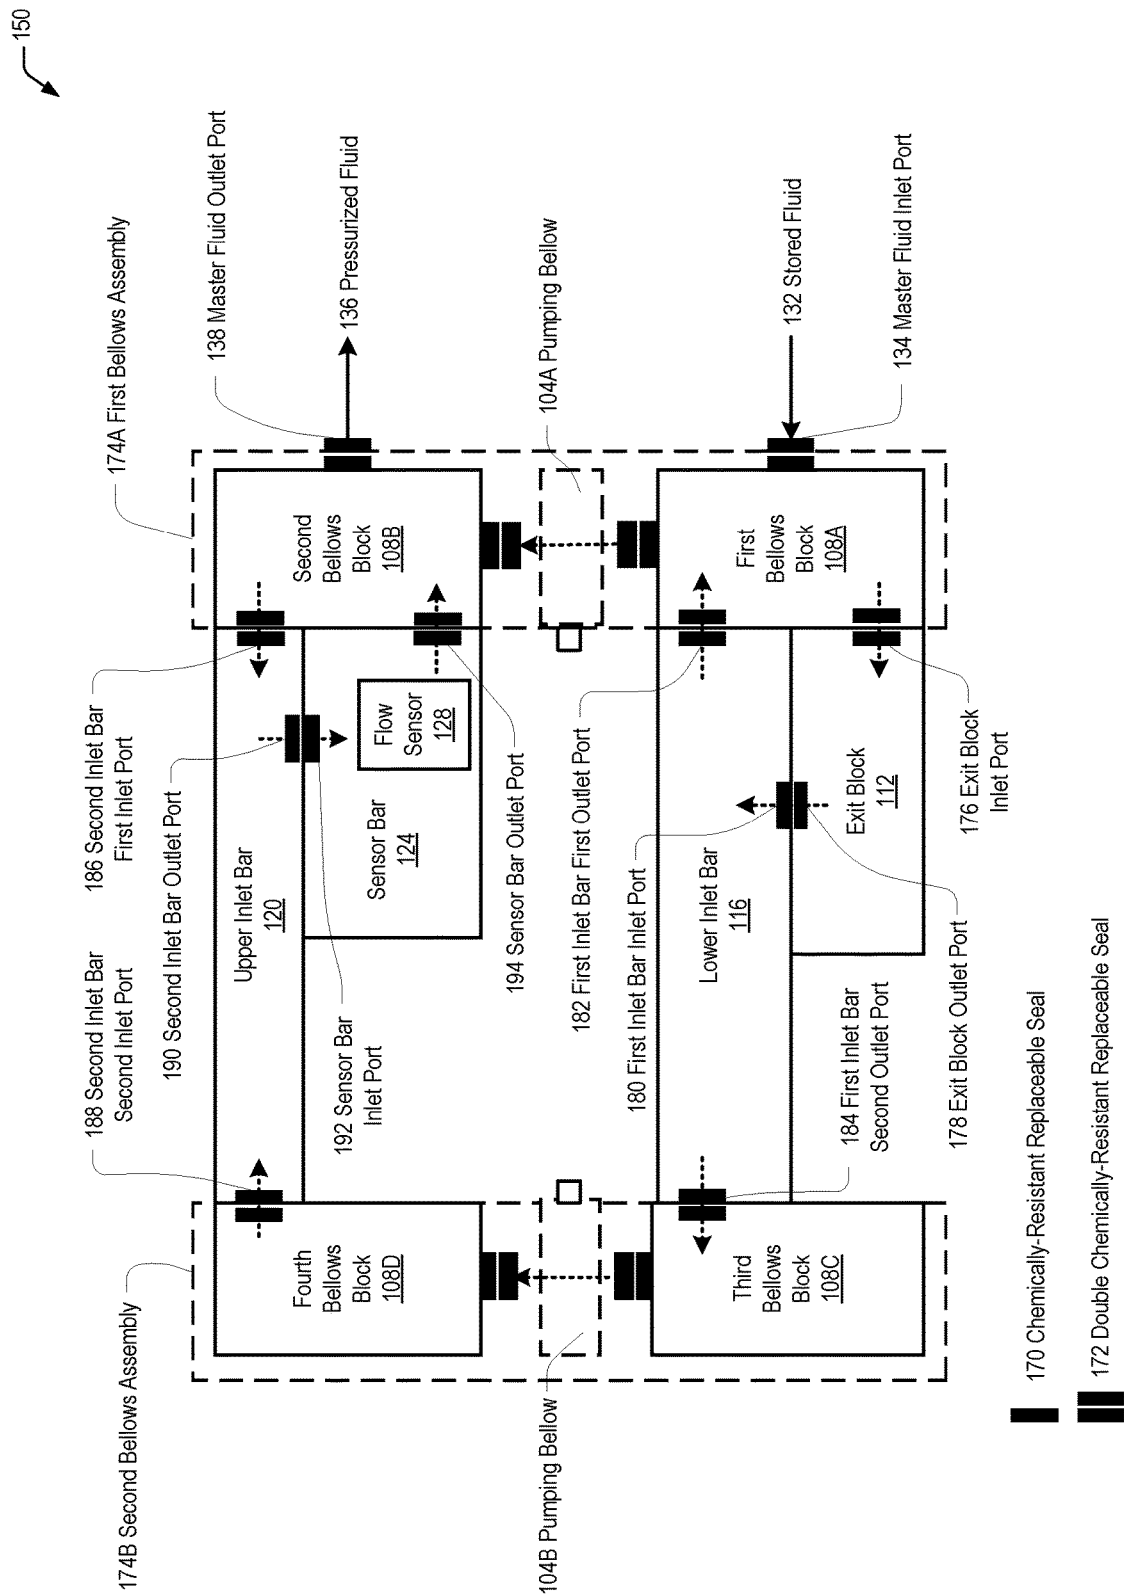 150
174A First Bellows Assembly
138 Master Fluid Outlet Port
136 Pressurized Fluid
104A Pumping Bellow
132 Stored Fluid
134 Master Fluid Inlet Port
Second
Bellows
Block
108B
First
Bellows
Block
108A
186 Second Inlet Bar
First Inlet Port
190 Second Inlet Bar Outlet Port
188 Second Inlet Bar
Second Inlet Port
Upper Inlet Bar
120
Flow
Sensor
128
Sensor Bar
124
192 Sensor Bar
Inlet Port
194 Sensor Bar Outlet Port
182 First Inlet Bar First Outlet Port
180 First Inlet Bar Inlet Port
Lower Inlet Bar
116
Exit Block
112
176 Exit Block
Inlet Port
184 First Inlet Bar
Second Outlet Port
178 Exit Block Outlet Port
Fourth
Bellows
Block
108D
Third
Bellows
Block
108C
174B Second Bellows Assembly
104B Pumping Bellow
170 Chemically-Resistant Replaceable Seal
172 Double Chemically-Resistant Replaceable Seal